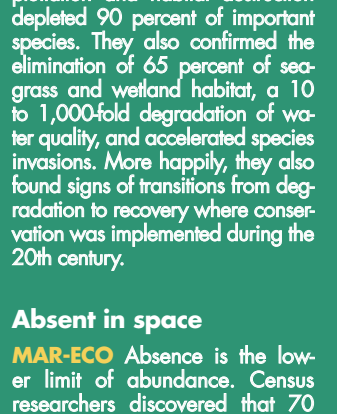 depleted 90 percent of important
species. They also confirmed the
elimination of 65 percent of sea-
grass and wetland habitat, a 10
to 1,000-fold degradation of wa-
ter quality, and accelerated species
invasions. More happily, they also
found signs of transitions from deg-
radation to recovery where conser-
vation was implemented during the
20th century.
Absent in space
MAR-ECO Absence is the low-
er limit of abundance. Census
researchers discovered that 70